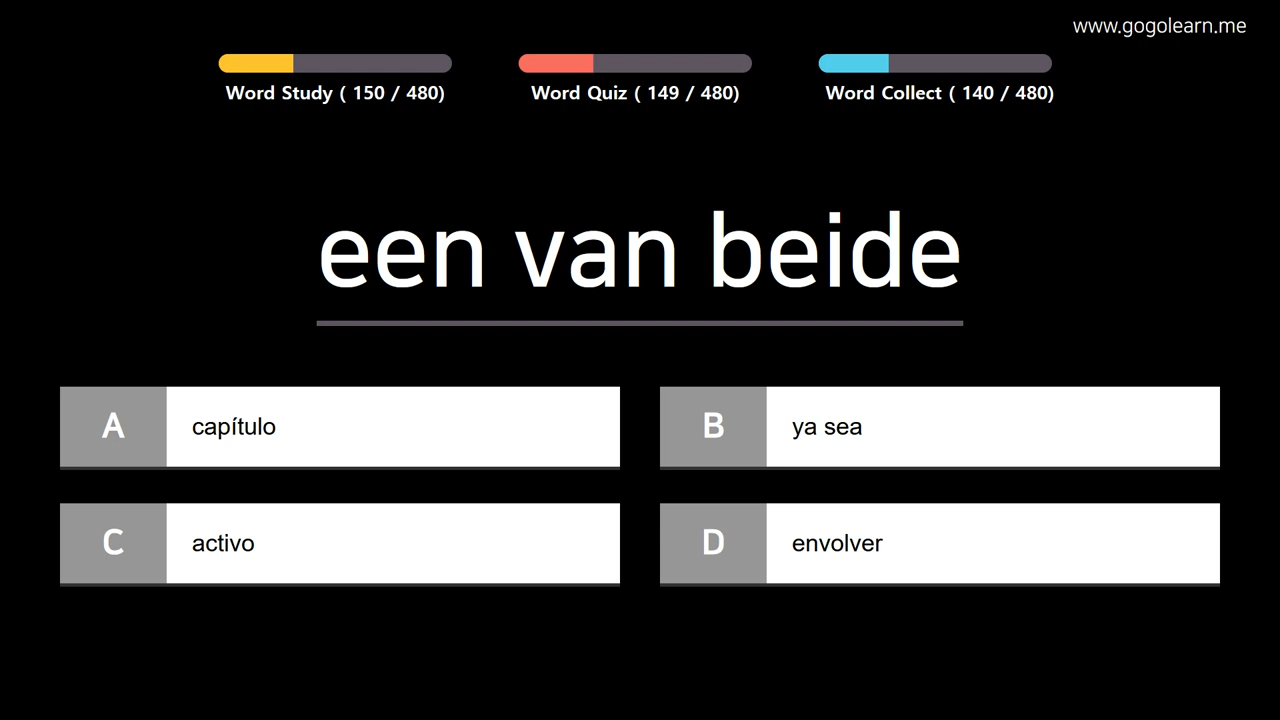 www.gogolearn.me
Word Study ( 150 / 480)
Word Quiz ( 149 / 480)
Word Collect ( 140 / 480)
een van beide
A
capítulo
B
ya sea
C
activo
D
envolver